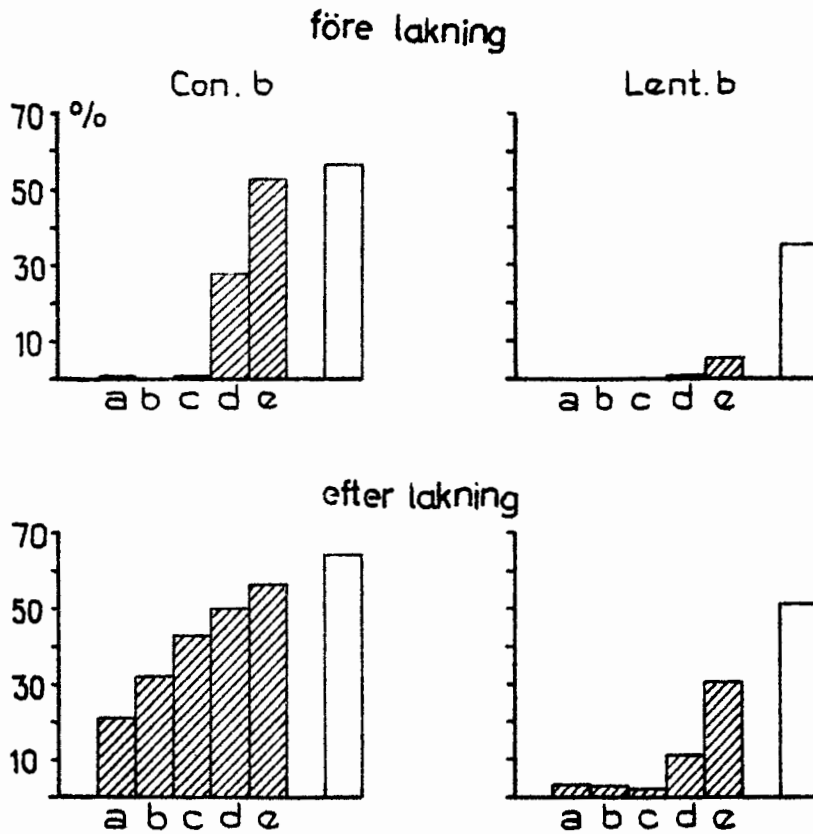 före lakning
Con. b
Lent. b
70 %
50
30
10
a b c d e
a b c d e
efter lakning
70
50
30
10
a b c d e
a b c d e